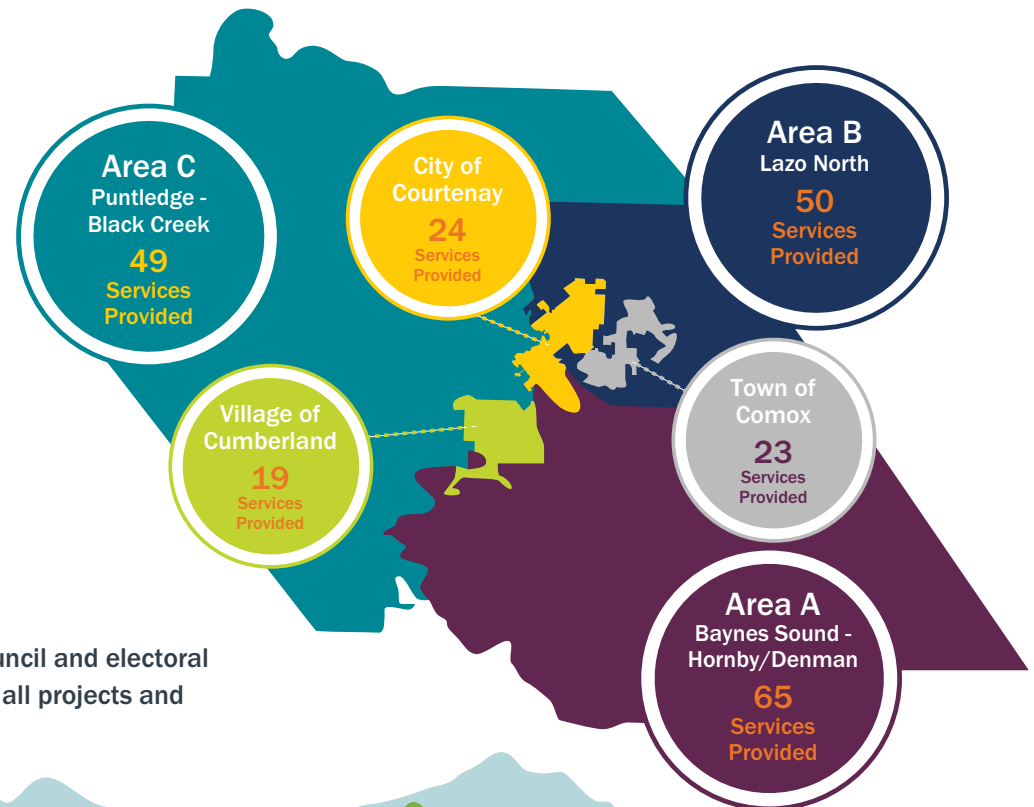 Area C
Puntledge -
Black Creek
49
Services
Provided
City of
Courtenay
24
Services
Provided
Area B
Lazo North
50
Services
Provided
Village of
Cumberland
19
Services
Provided
Town of
Comox
23
Services
Provided
Area A
Baynes Sound -
Hornby/Denman
65
Services
Provided
and electoral
all projects and